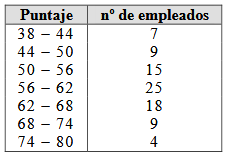 Puntaje nº de empleados
38 – 44 7
44 – 50 9
50 – 56 15
56 – 62 25
62 – 68 18
68 – 74 9
74 – 80 4